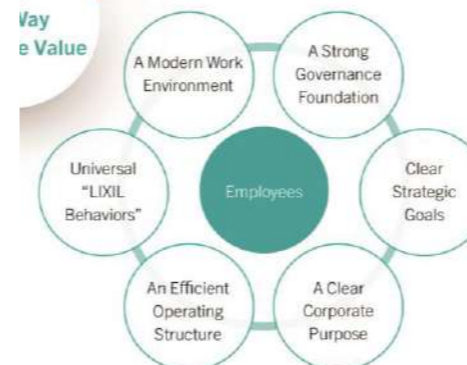 e Value
A Modern Work
Environment
A Strong
Governance
Foundation
Universal
“LIXIL
Behaviors”
Employees
Clear
Strategic
Goals
An Efficient
Operating
Structure
A Clear
Corporate
Purpose